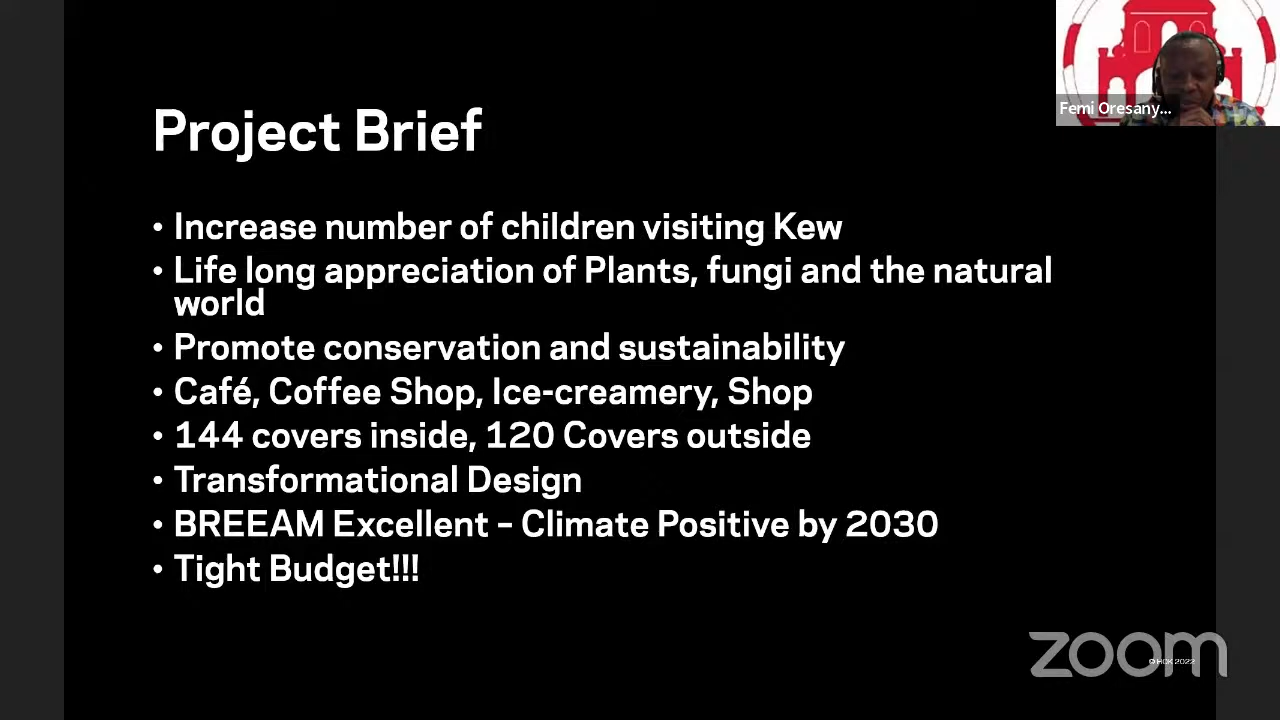 Femi Oresany...
Project Brief
• Increase number of children visiting Kew
• Life long appreciation of Plants, fungi and the natural
world
• Promote conservation and sustainability
• Café, Coffee Shop, Ice-creamery, Shop
• 144 covers inside, 120 Covers outside
• Transformational Design
• BREEAM Excellent – Climate Positive by 2030
• Tight Budget!!!
zoom
© HOK 2022